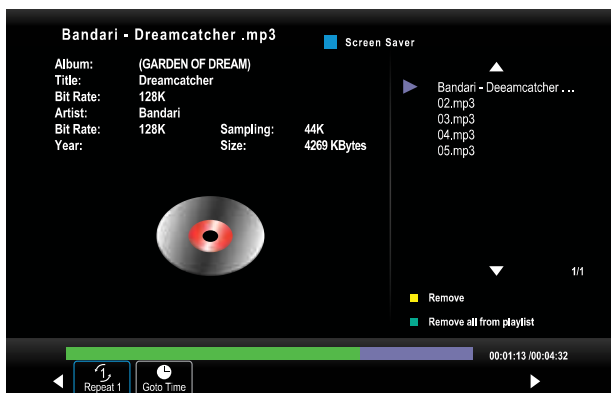 Bandari - Dreamcatcher .mp3
Screen Saver
Album: (GARDEN OF DREAM)
Title: Dreamcatcher
Bit Rate: 128K
Artist: Bandari
Bit Rate: 128K Sampling: 44K
Year: Size: 4269 KBytes
Bandari - Deeamcatcher ...
02.mp3
03.mp3
04.mp3
05.mp3
1/1
Remove
Remove all from playlist
00:01:13 /00:04:32
1
Repeat 1
Goto Time